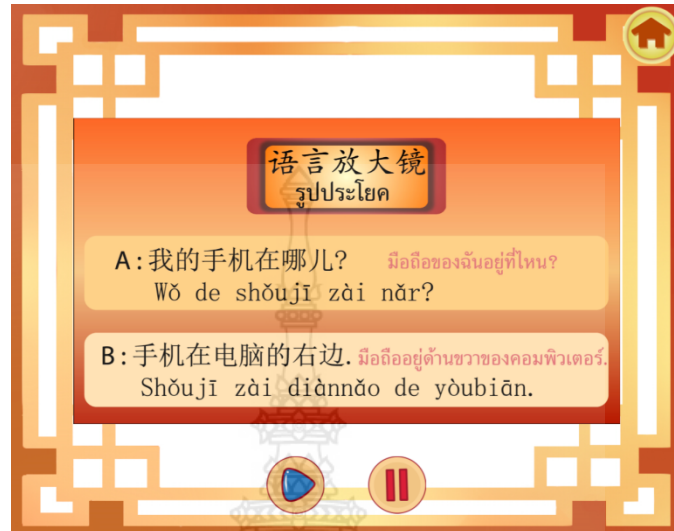 语言放大镜
รูปประโยค
A:我的手机在哪儿? มือถือของฉันอยู่ที่ไหน?
Wǒ de shǒujī zài nǎr?
B:手机在电脑的右边. มือถืออยู่ด้านขวาของคอมพิวเตอร์.
Shǒujī zài diànnǎo de yòubiān.